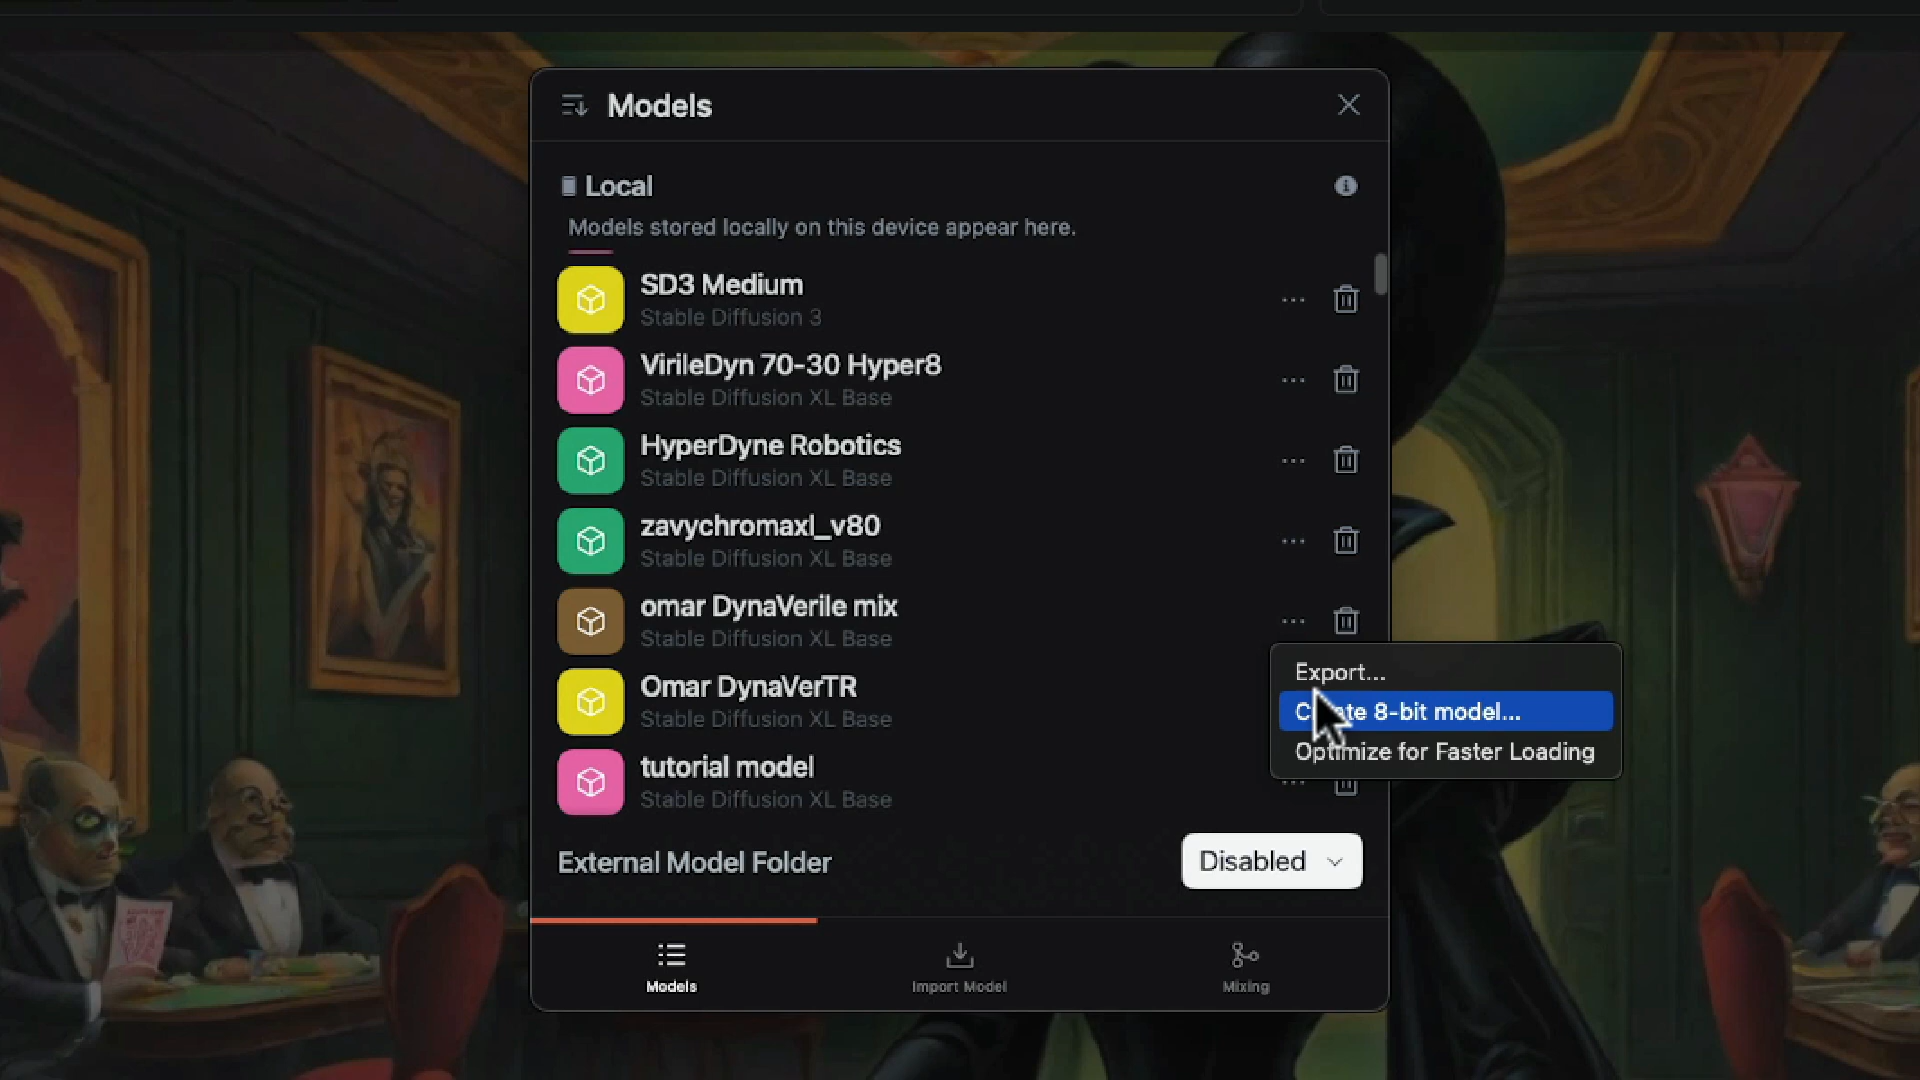 Models
Local
Models stored locally on this device appear here.
SD3 Medium
Stable Diffusion 3
VirileDyn 70-30 Hyper8
Stable Diffusion XL Base
HyperDyne Robotics
Stable Diffusion XL Base
zavychromaxl_v80
Stable Diffusion XL Base
omar DynaVerile mix
Stable Diffusion XL Base
Omar DynaVerTR
Stable Diffusion XL Base
tutorial model
Stable Diffusion XL Base
Export...
Create 8-bit model...
Optimize for Faster Loading
External Model Folder
Disabled
Models
Import Model
Mixing